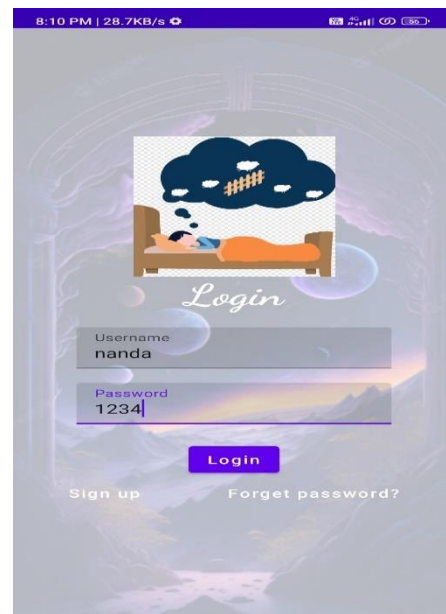 8:10 PM | 28.7KB/s
Login
Username
nanda
Password
1234
Login
Sign up
Forget password?